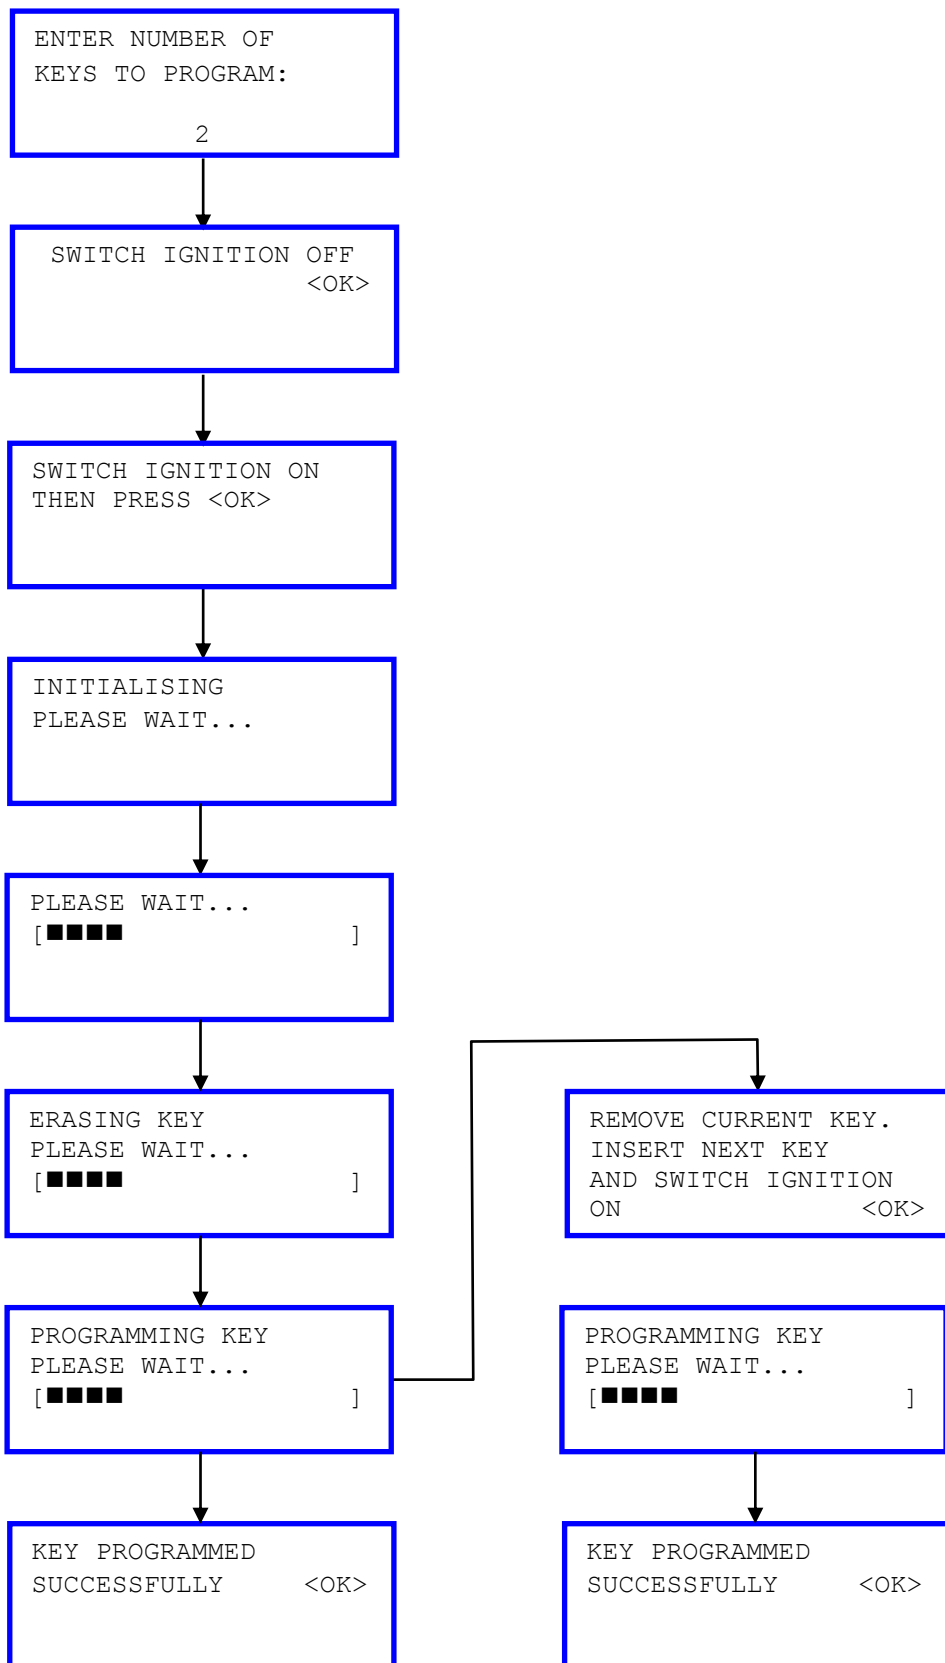 ENTER NUMBER OF
KEYS TO PROGRAM:
2
SWITCH IGNITION OFF
<OK>
SWITCH IGNITION ON
THEN PRESS <OK>
INITIALISING
PLEASE WAIT...
PLEASE WAIT...
[■■■■ ]
ERASING KEY
PLEASE WAIT...
[■■■■ ]
PROGRAMMING KEY
PLEASE WAIT...
[■■■■ ]
KEY PROGRAMMED
SUCCESSFULLY <OK>
REMOVE CURRENT KEY.
INSERT NEXT KEY
AND SWITCH IGNITION
ON <OK>
PROGRAMMING KEY
PLEASE WAIT...
[■■■■ ]
KEY PROGRAMMED
SUCCESSFULLY <OK>